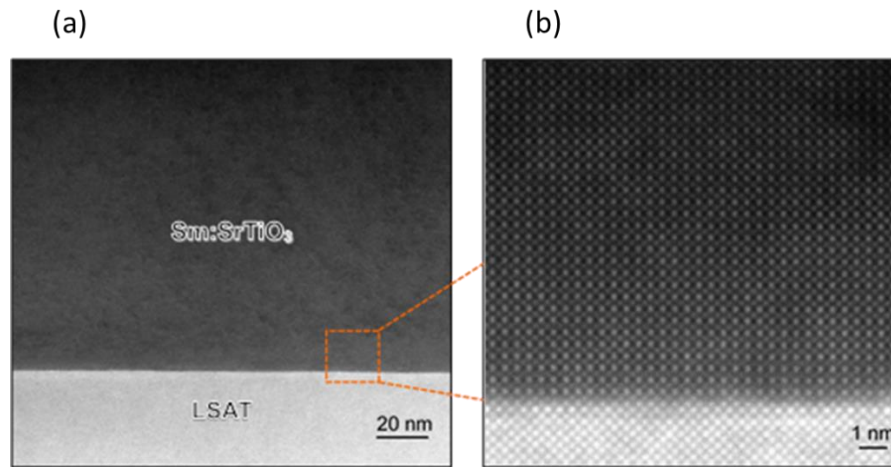 (a)
(b)
Sm:SrTiO₃
LSAT
20 nm
1 nm